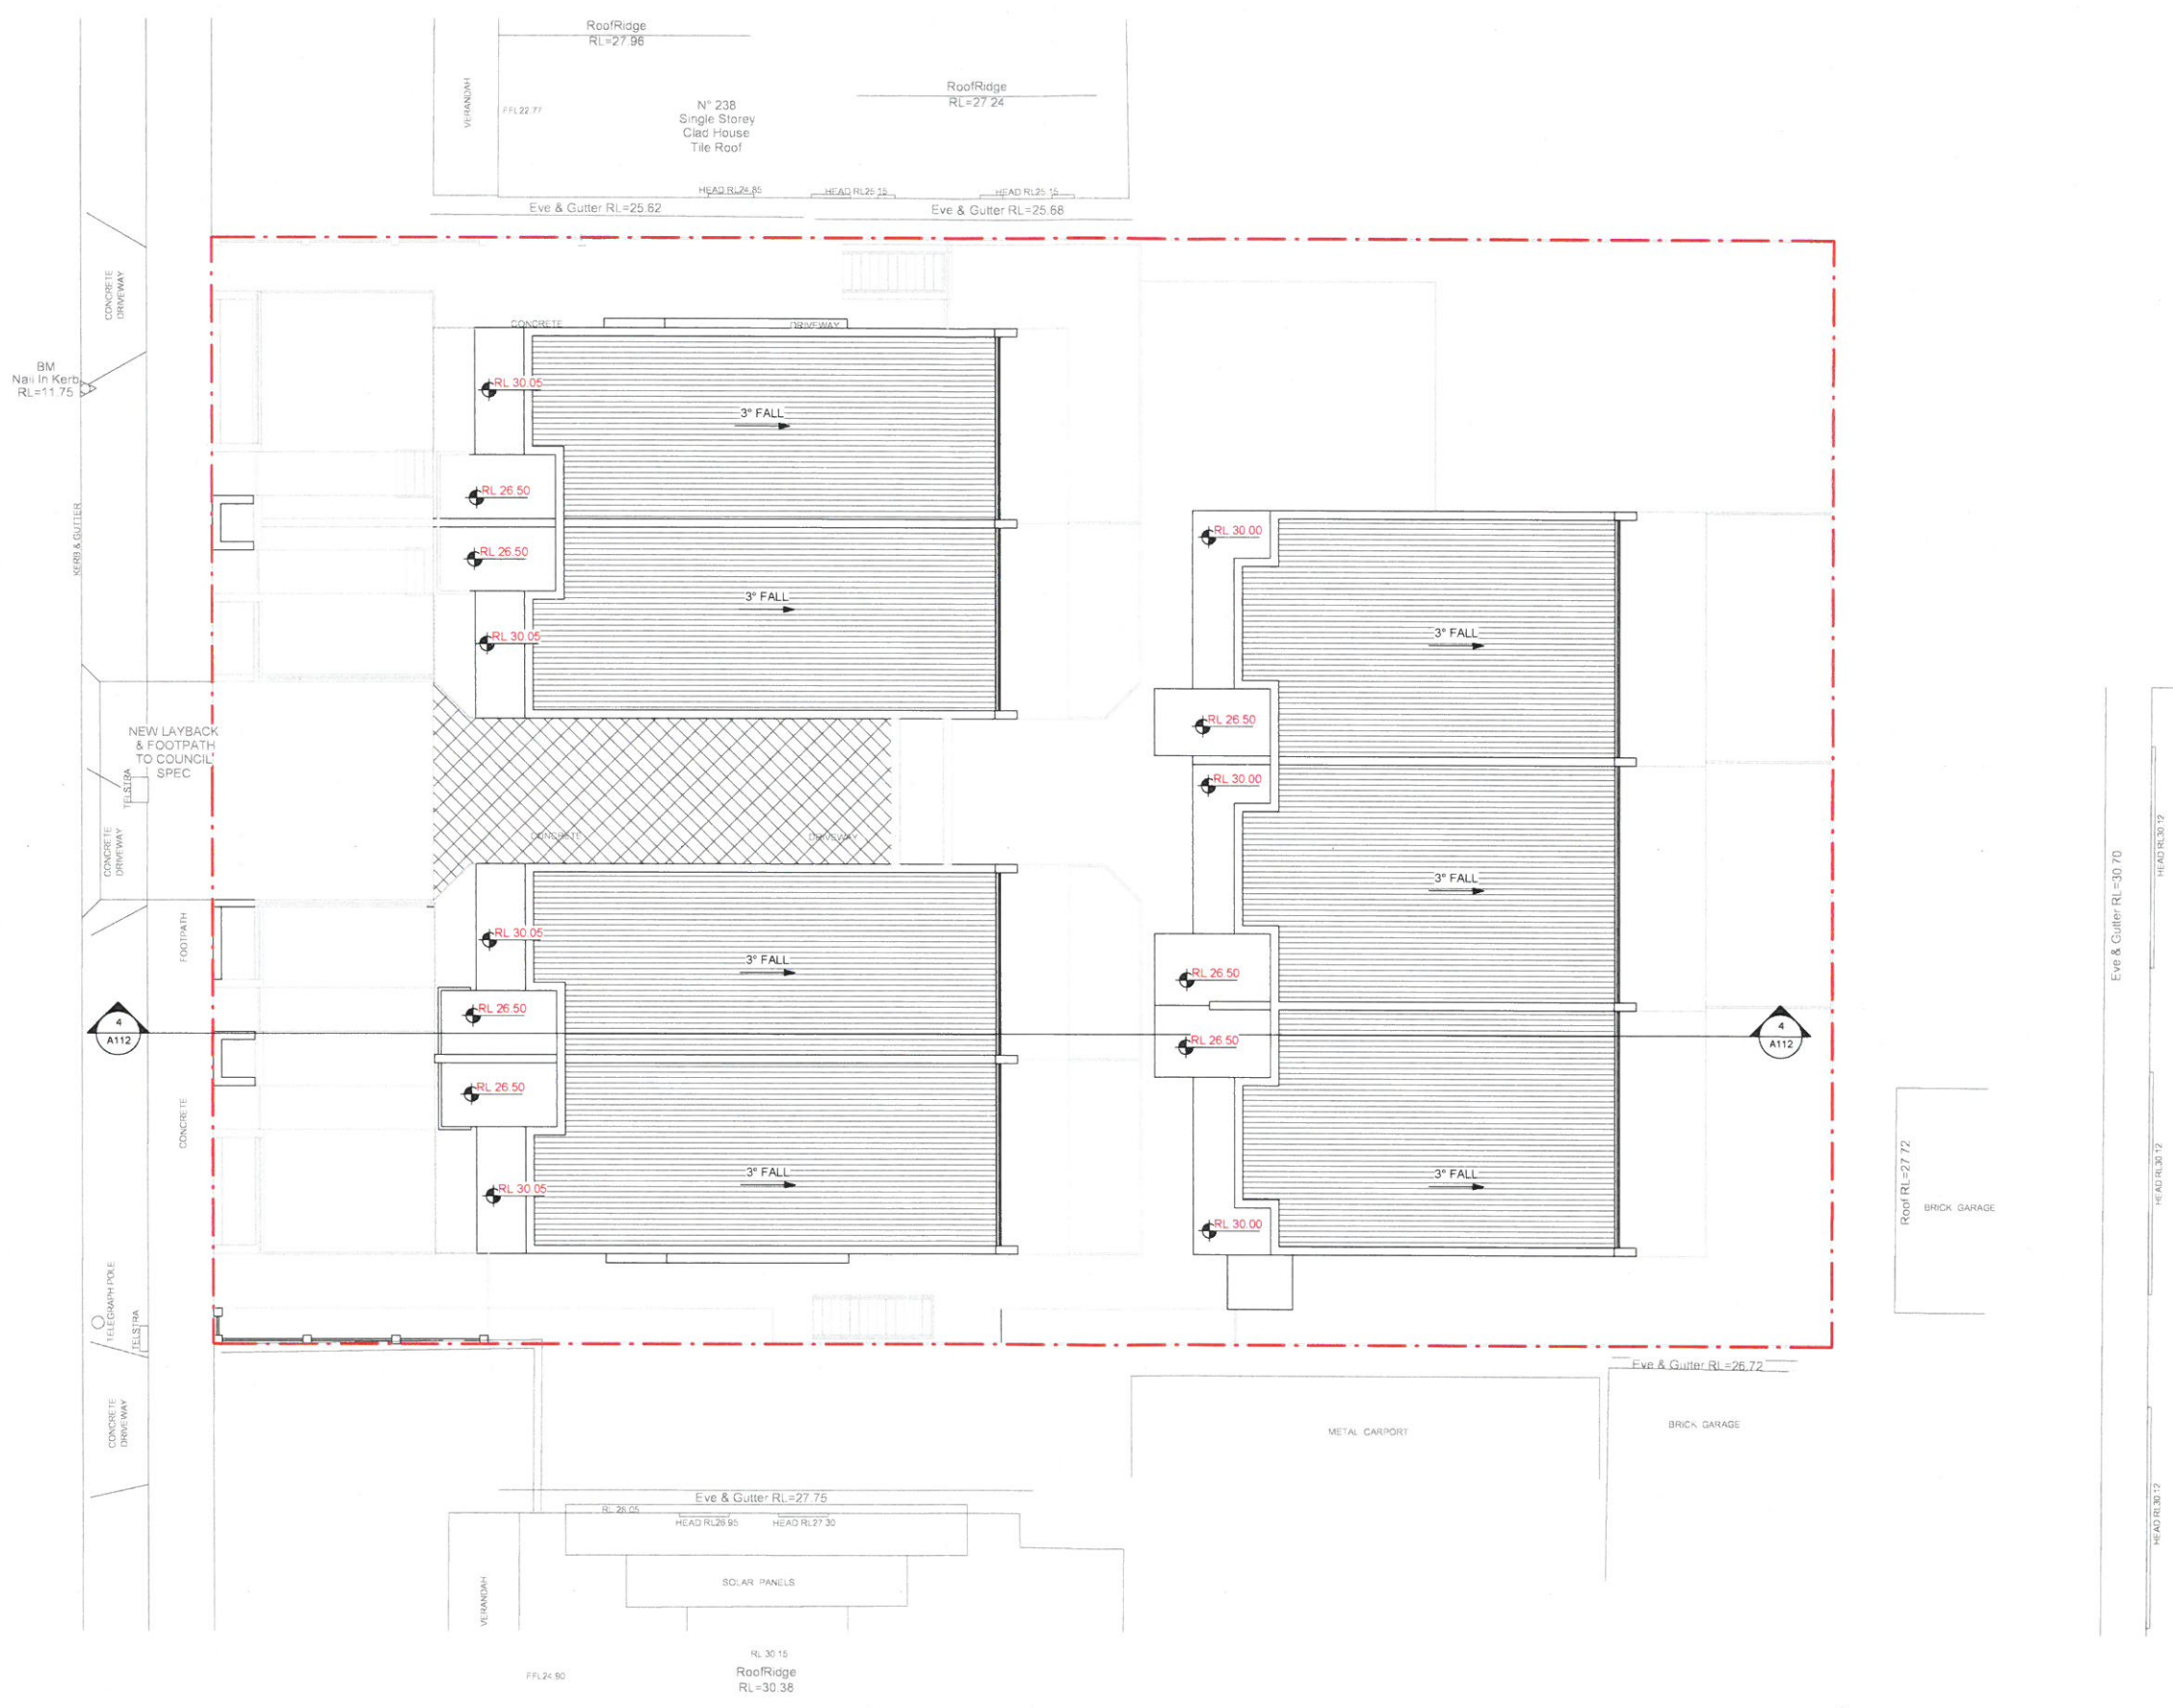 RoofRidge
RL=27.96
RoofRidge
RL=27.24
VERANDAH
FFL22.77
N° 238
Single Storey
Clad House
Tile Roof
HEAD RL24.85
HEAD RL25.15
HEAD RL25.15
Eve & Gutter RL=25.62
Eve & Gutter RL=25.68
CONCRETE
DRIVEWAY
CONCRETE
DRIVEWAY
BM
Nail In Kerb
RL=11.75
RL 30.05
3° FALL
RL 26.50
KERB & GUTTER
RL 26.50
3° FALL
RL 30.05
RL 30.00
3° FALL
RL 26.50
RL 30.00
NEW LAYBACK
& FOOTPATH
TO COUNCIL
SPEC
TELSTRA
CONCRETE
DRIVEWAY
CONCRETE
DRIVEWAY
3° FALL
HEAD RL30.12
Eve & Gutter RL=30.70
FOOTPATH
RL 30.05
3° FALL
RL 26.50
RL 26.50
4
A112
RL 26.50
4
A112
RL 26.50
CONCRETE
3° FALL
RL 30.05
3° FALL
RL 30.00
Roof RL=27.72
BRICK GARAGE
HEAD RL30.12
TELEGRAPH POLE
TELSTRA
Eve & Gutter RL=26.72
CONCRETE
DRIVEWAY
METAL CARPORT
BRICK GARAGE
Eve & Gutter RL=27.75
HEAD RL26.95
HEAD RL27.30
HEAD RL30.12
SOLAR PANELS
VERANDAH
RL 30.15
RoofRidge
RL=30.38
FFL24.60